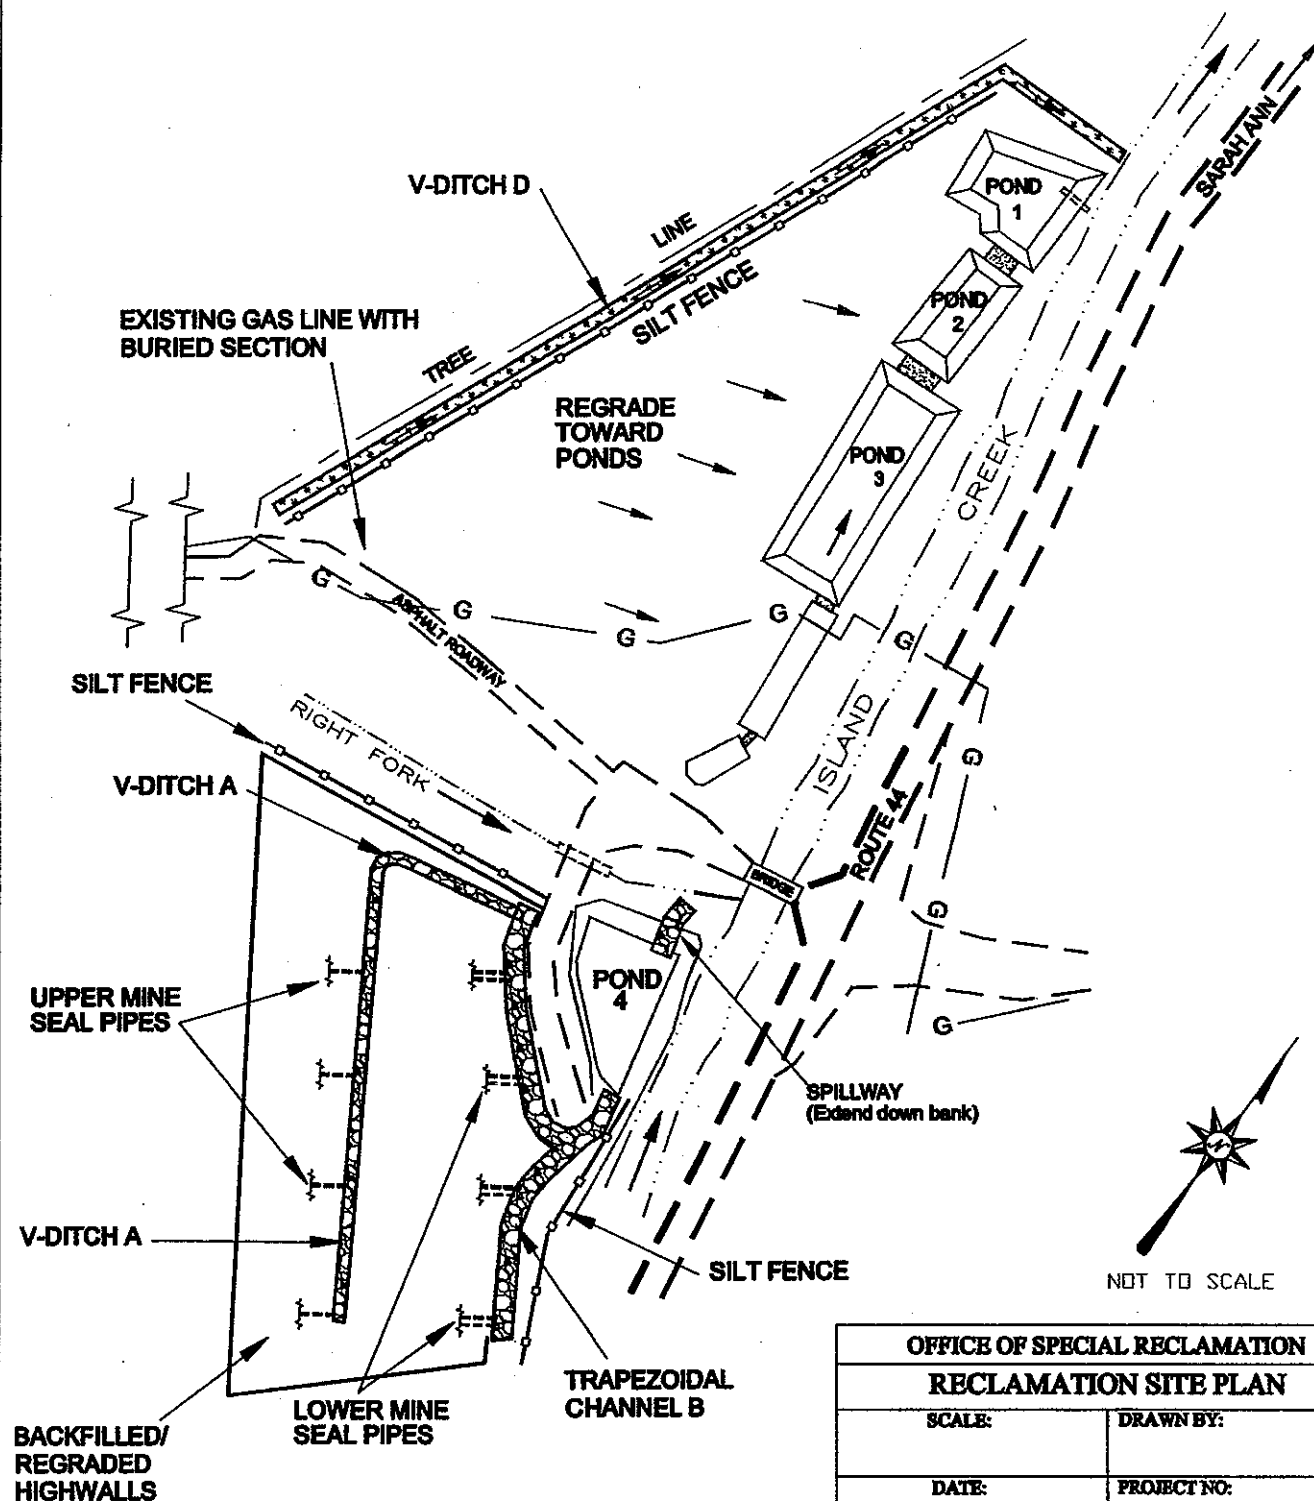 SARAH ANN
V-DITCH D
POND
1
LINE
SILT FENCE
POND
2
EXISTING GAS LINE WITH
BURIED SECTION
TREE
REGRADE
TOWARD
PONDS
POND
3
CREEK
G
G
G
G
G
ASPHALT ROADWAY
SILT FENCE
RIGHT FORK
ISLAND
G
V-DITCH A
ROUTE 44
BRIDGE
G
POND
4
UPPER MINE
SEAL PIPES
G
SPILLWAY
(Extend down bank)
N
V-DITCH A
SILT FENCE
NOT TO SCALE
TRAPEZOIDAL
CHANNEL B
LOWER MINE
SEAL PIPES
BACKFILLED/
REGRADED
HIGHWALLS
OFFICE OF SPECIAL RECLAMATION
RECLAMATION SITE PLAN
SCALE:
DRAWN BY:
DATE:
PROJECT NO: